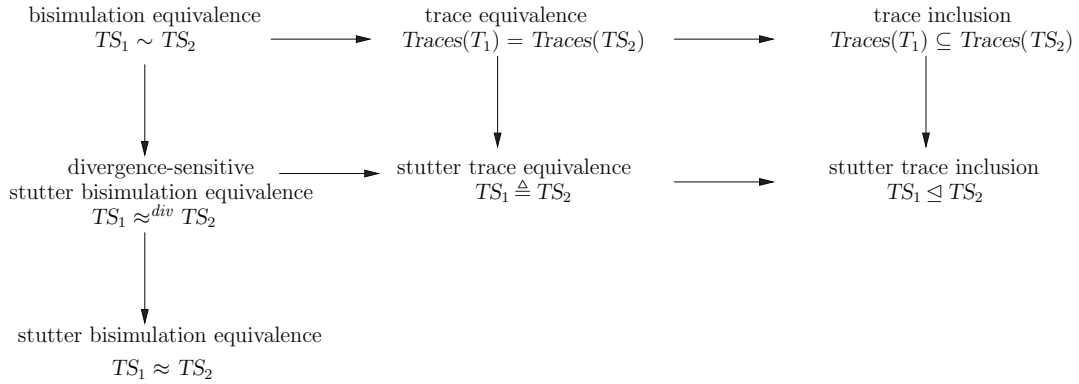 bisimulation equivalence
TS₁ ∼ TS₂
trace equivalence
Traces(T₁) = Traces(TS₂)
trace inclusion
Traces(T₁) ⊆ Traces(TS₂)
divergence-sensitive
stutter bisimulation equivalence
TS₁ ≈ᵈⁱᵛ TS₂
stutter trace equivalence
TS₁ ≜ TS₂
stutter trace inclusion
TS₁ ⊴ TS₂
stutter bisimulation equivalence
TS₁ ≈ TS₂